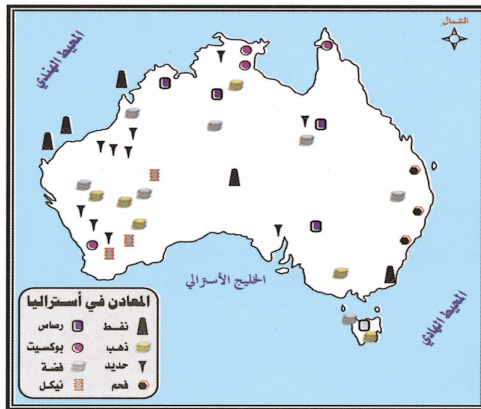 الشمال
المحيط الهندي
الخليج الأسترالي
المحيط الهادي
المعادن في أستراليا
نفط
رصاص
ذهب
بوكسيت
حديد
فضة
فحم
نيكل